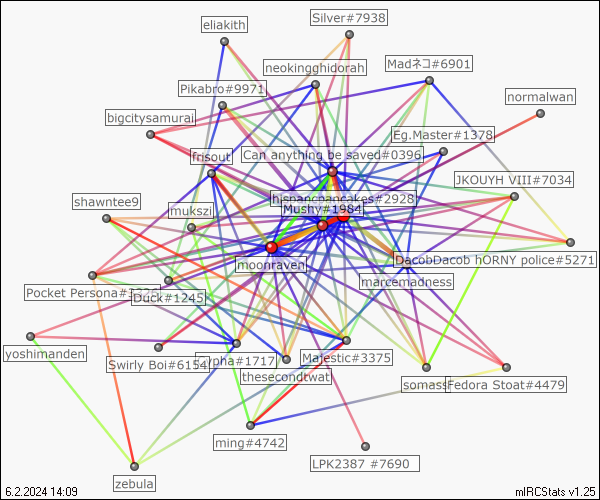 Silver#7938
eliakith
neokingghidorah
Madネコ#6901
Pikabro#9971
normalwan
bigcitysamurai
Eg.Master#1378
frisout
Can anything be saved#0396
JKOUYH VIII#7034
shawntee9
hispanicpancakes#2928
mukszi
Mushy#1984
moonraven
DacobDacob hORNY police#5271
marcemadness
Pocket Persona#
Duck#1245
yoshimanden
Swirly Boi#6154
Cypha#1717
Majestic#3375
thesecondtwat
somass
Fedora Stoat#4479
ming#4742
LPK2387 #7690
zebula
6.2.2024 14:09
mIRCStats v1.25